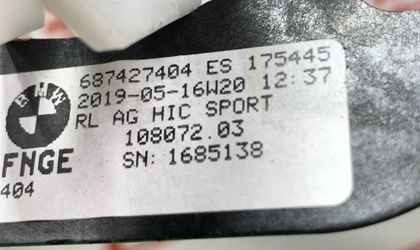 687427404 ES 175445
2019-05-16W20 12:37
BMW
RL AG HIC SPORT
108072.03
FNGE
SN: 1685138
404